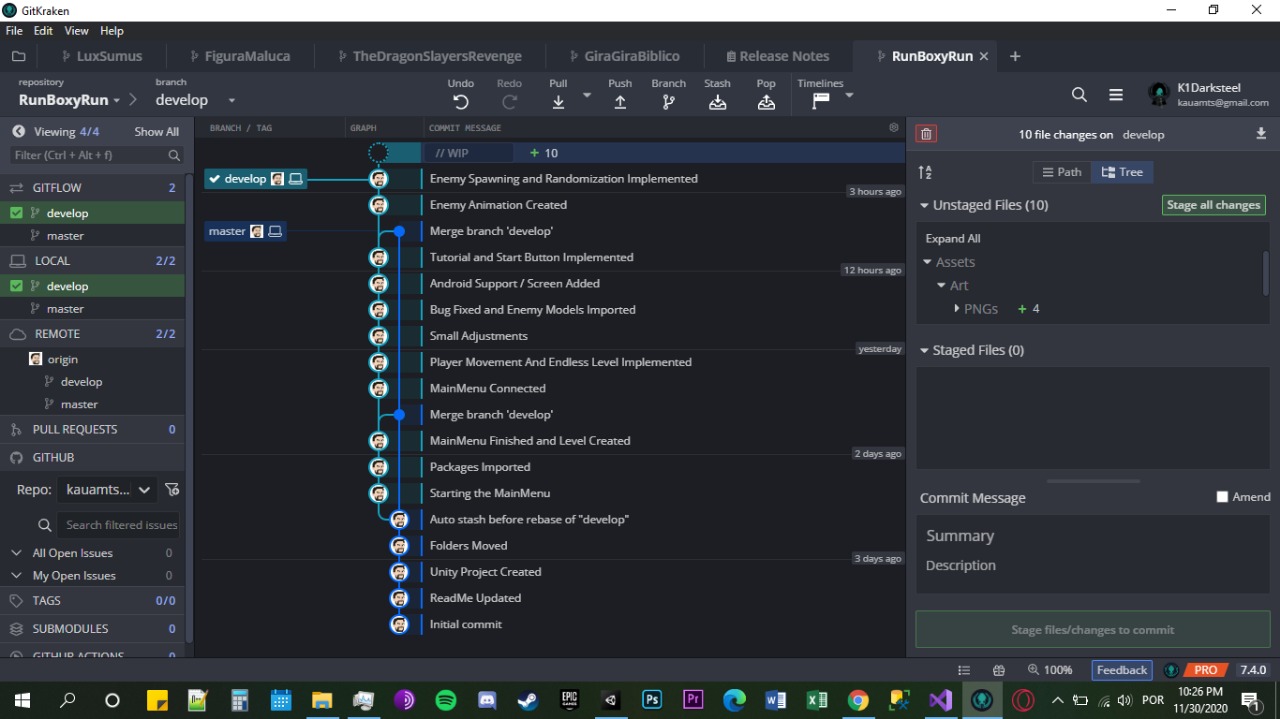 GitKraken
File Edit View Help
LuxSumus FiguraMaluca TheDragonSlayersRevenge GiraGiraBiblico Release Notes RunBoxyRun
repository branch Undo Redo Pull Push Branch Stash Pop Timelines
RunBoxyRun develop
K1Darksteel
kauamts@gmail.com
Viewing 4/4 Show All
Filter (Ctrl + Alt + f)
GITFLOW 2
develop
master
LOCAL 2/2
develop
master
REMOTE 2/2
origin
develop
master
PULL REQUESTS 0
GITHUB
Repo: kauamts...
Search filtered issues
All Open Issues 0
My Open Issues 0
TAGS 0/0
SUBMODULES 0
GITHUB ACTIONS
BRANCH / TAG GRAPH COMMIT MESSAGE
// WIP + 10
develop Enemy Spawning and Randomization Implemented
3 hours ago
Enemy Animation Created
master Merge branch 'develop'
Tutorial and Start Button Implemented
12 hours ago
Android Support / Screen Added
Bug Fixed and Enemy Models Imported
Small Adjustments
yesterday
Player Movement And Endless Level Implemented
MainMenu Connected
Merge branch 'develop'
MainMenu Finished and Level Created
2 days ago
Packages Imported
Starting the MainMenu
Auto stash before rebase of "develop"
Folders Moved
3 days ago
Unity Project Created
ReadMe Updated
Initial commit
10 file changes on develop
Path Tree
Unstaged Files (10) Stage all changes
Expand All
Assets
Art
PNGs + 4
Staged Files (0)
Commit Message Amend
Summary
Description
Stage files/changes to commit
100% Feedback PRO 7.4.0
EPIC GAMES Ps Pr POR 10:26 PM
11/30/2020